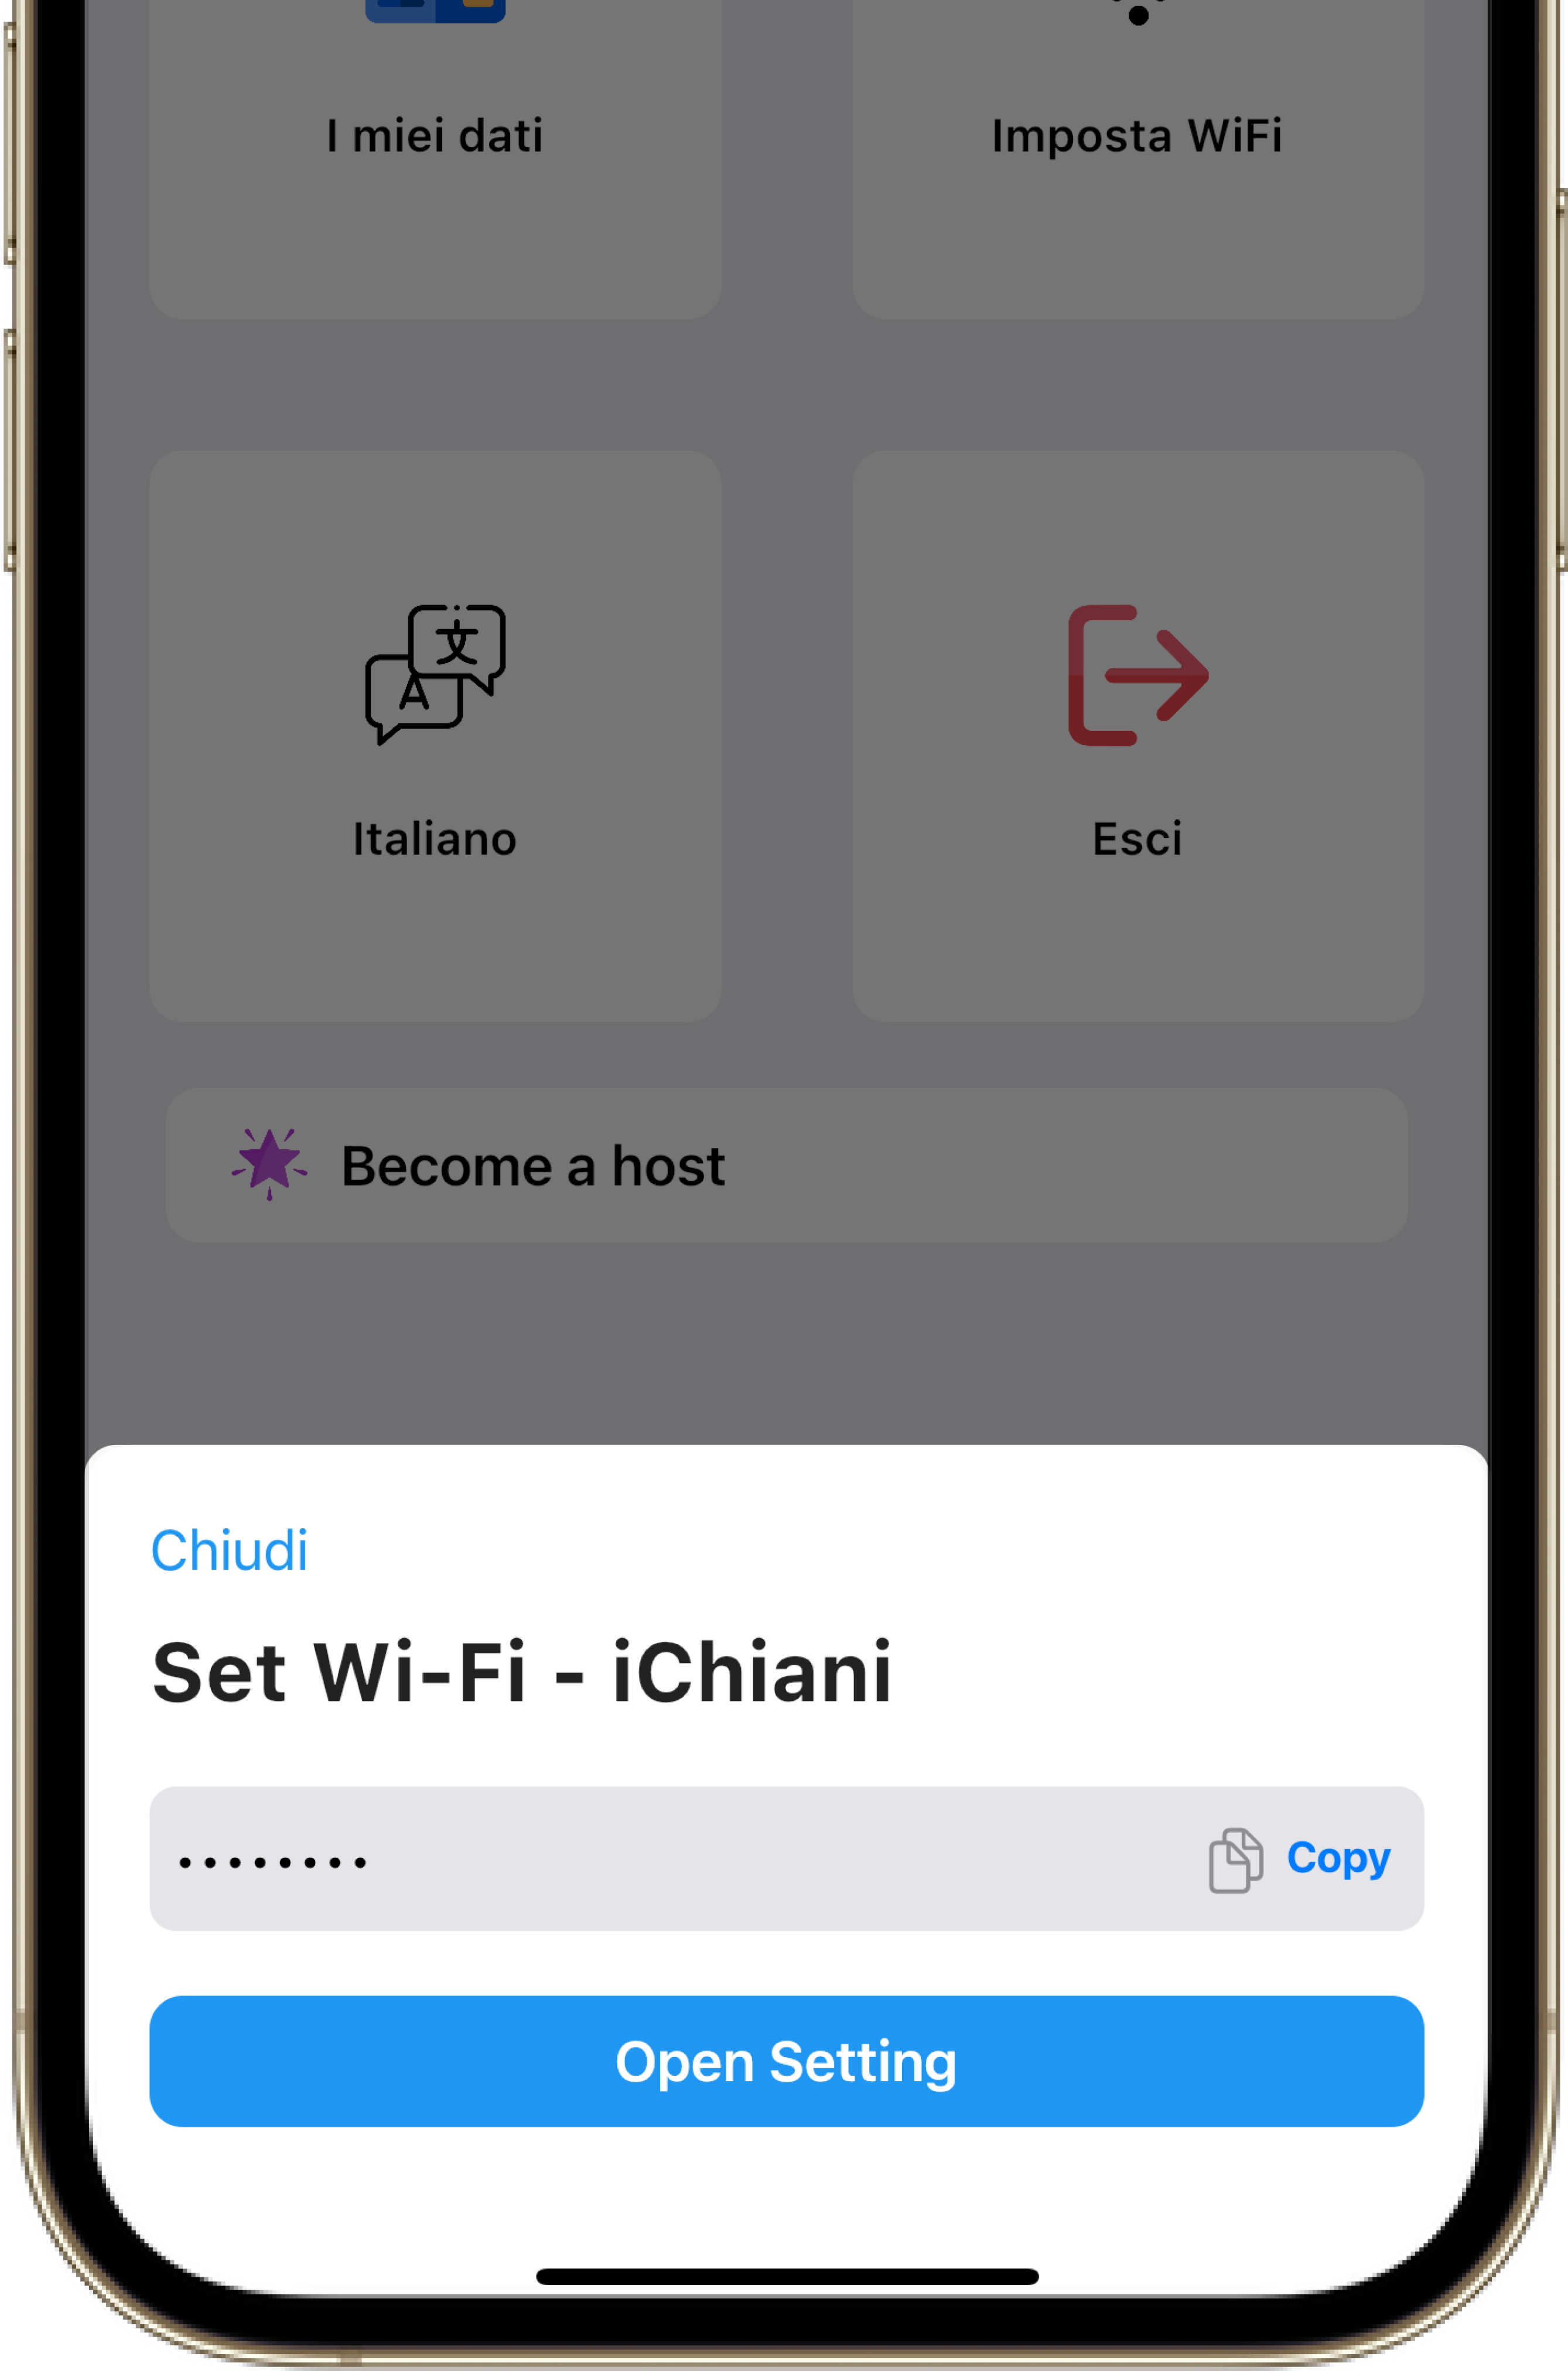 I miei dati
Imposta WiFi
文
A
Italiano
Esci
Become a host
Chiudi
Set Wi-Fi - iChiani
••••••••
Copy
Open Setting